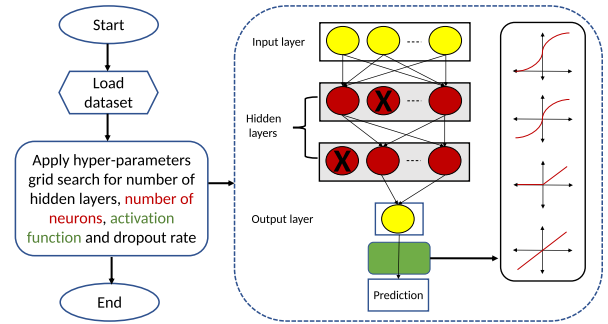 Start
Load
dataset
Apply hyper-parameters
grid search for number of
hidden layers, number of
neurons, activation
function and dropout rate
End
Input layer
Hidden
layers
X
X
Output layer
Prediction